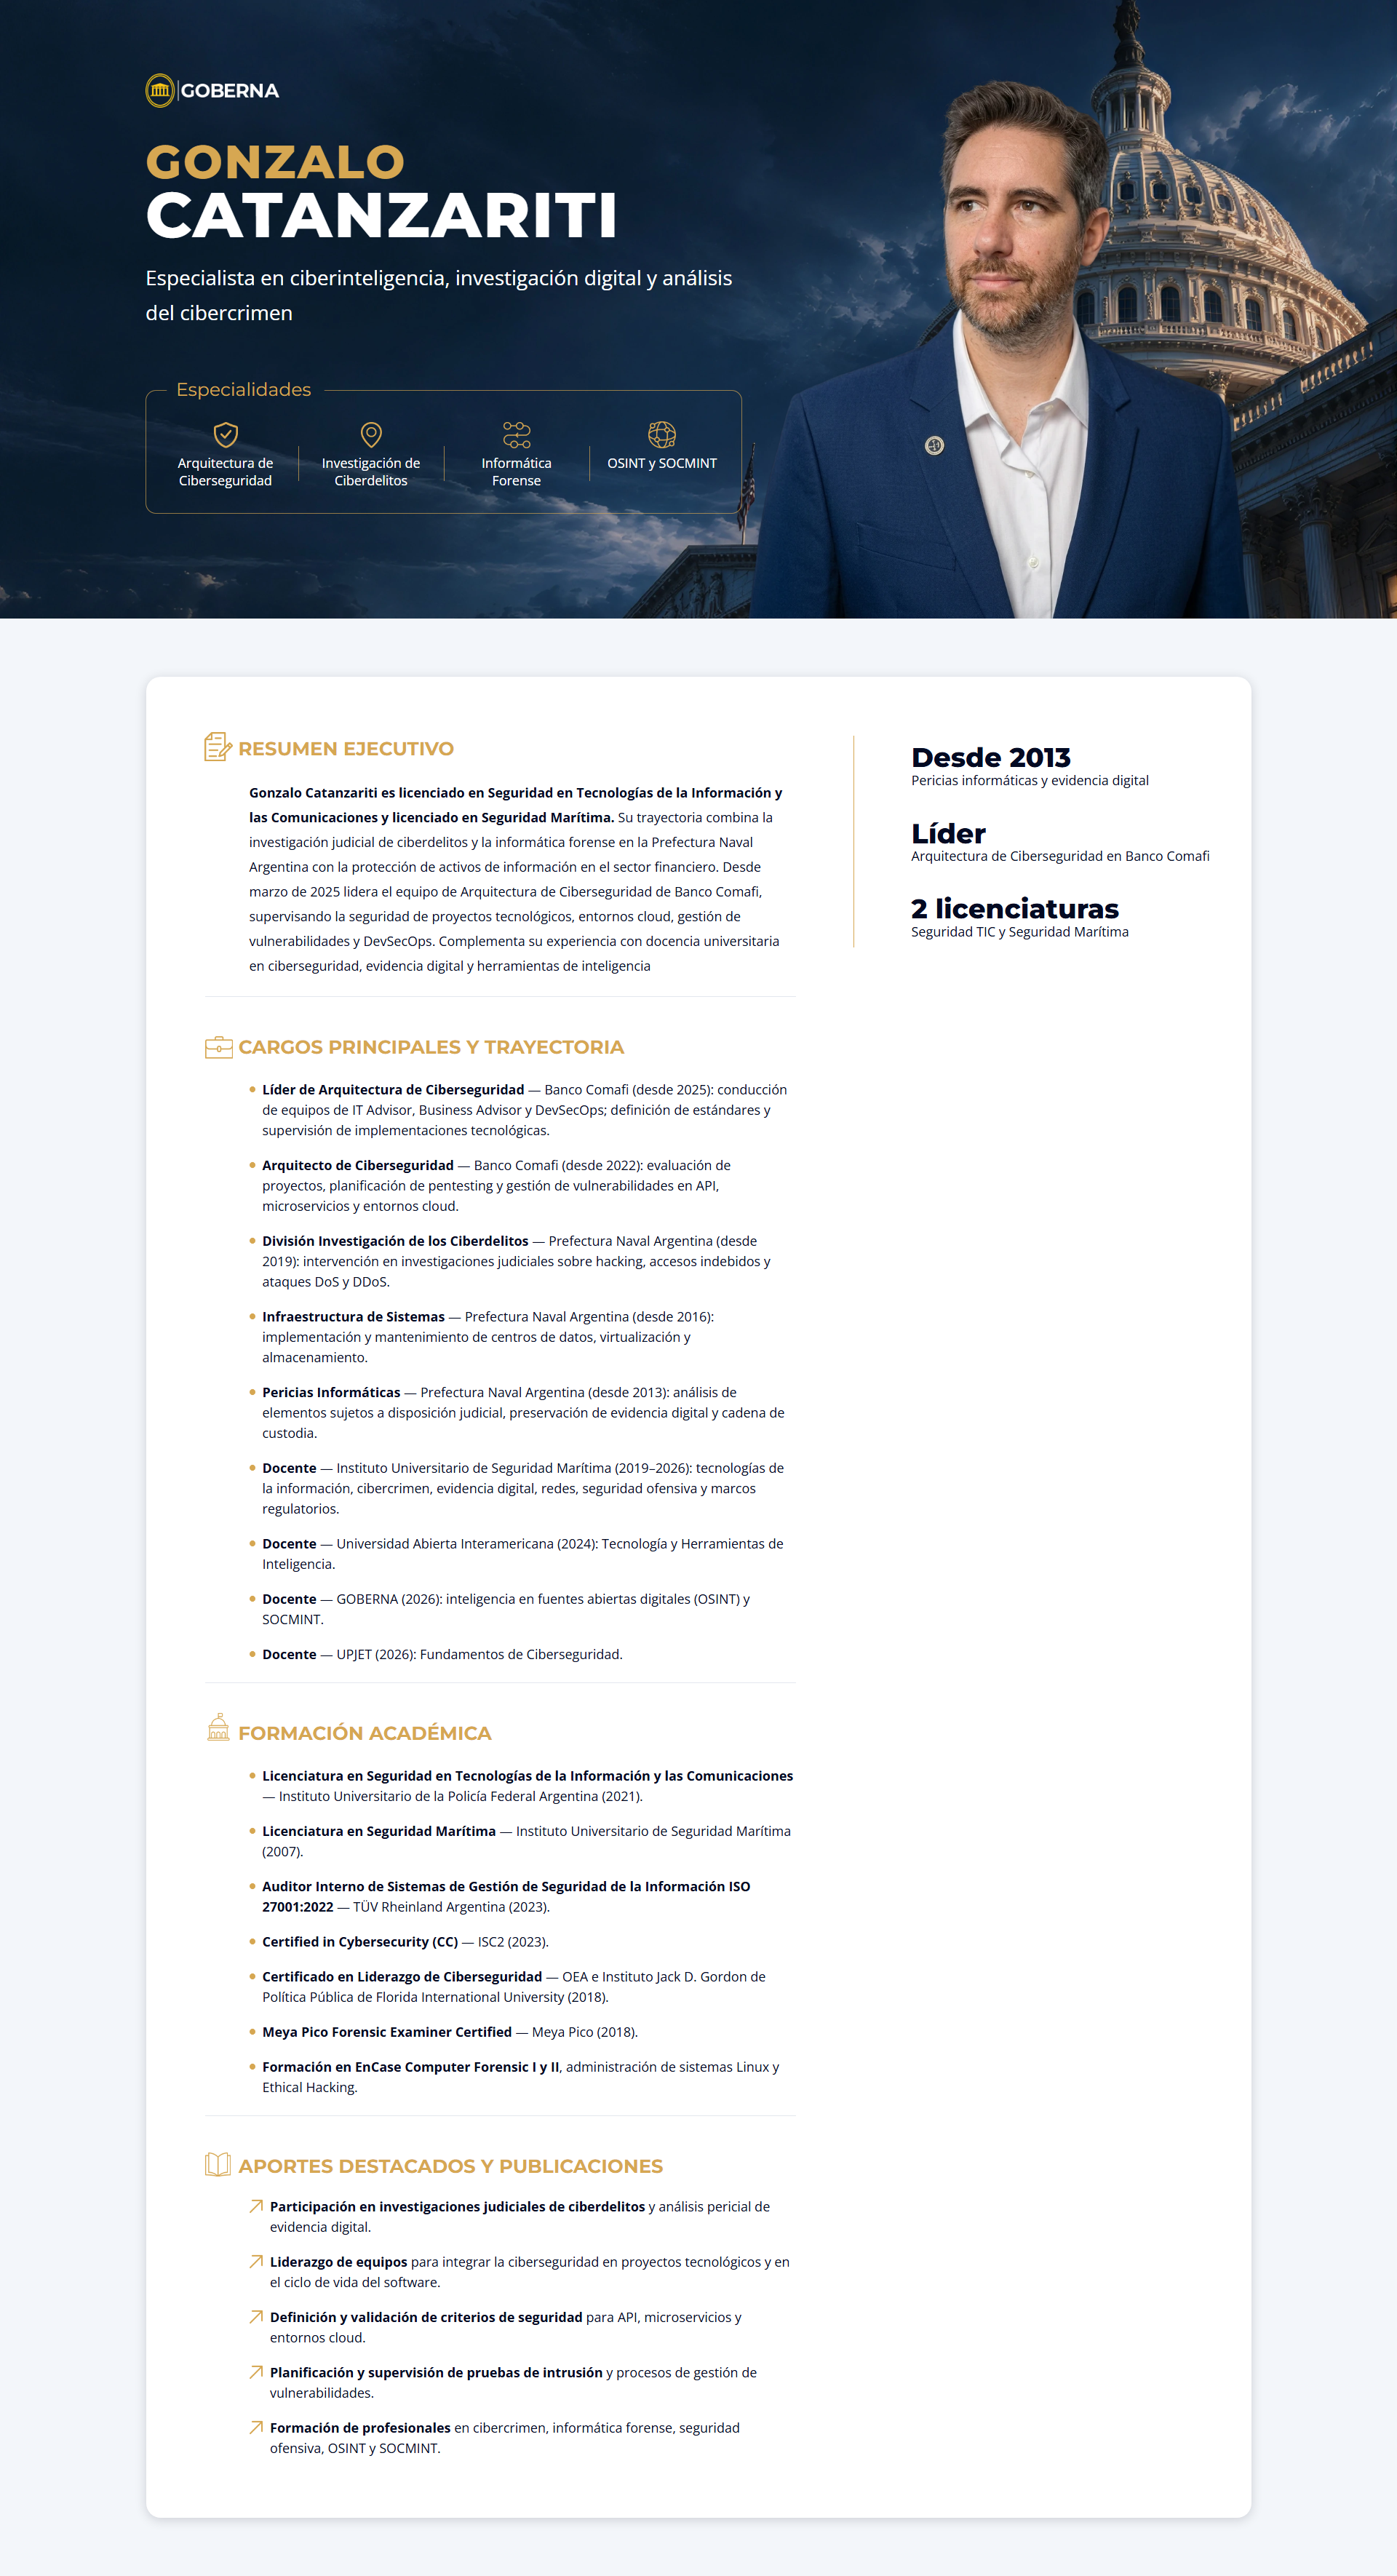 GOBERNA
GONZALO
CATANZARITI
Especialista en ciberinteligencia, investigación digital y análisis
del cibercrimen
Especialidades
Arquitectura de
Ciberseguridad
Investigación de
Ciberdelitos
Informática
Forense
OSINT y SOCMINT
RESUMEN EJECUTIVO
Gonzalo Catanzariti es licenciado en Seguridad en Tecnologías de la Información y
las Comunicaciones y licenciado en Seguridad Marítima. Su trayectoria combina la
investigación judicial de ciberdelitos y la informática forense en la Prefectura Naval
Argentina con la protección de activos de información en el sector financiero. Desde
marzo de 2025 lidera el equipo de Arquitectura de Ciberseguridad de Banco Comafi,
supervisando la seguridad de proyectos tecnológicos, entornos cloud, gestión de
vulnerabilidades y DevSecOps. Complementa su experiencia con docencia universitaria
en ciberseguridad, evidencia digital y herramientas de inteligencia
Desde 2013
Pericias informáticas y evidencia digital
Líder
Arquitectura de Ciberseguridad en Banco Comafi
2 licenciaturas
Seguridad TIC y Seguridad Marítima
CARGOS PRINCIPALES Y TRAYECTORIA
Líder de Arquitectura de Ciberseguridad — Banco Comafi (desde 2025): conducción
de equipos de IT Advisor, Business Advisor y DevSecOps; definición de estándares y
supervisión de implementaciones tecnológicas.
Arquitecto de Ciberseguridad — Banco Comafi (desde 2022): evaluación de
proyectos, planificación de pentesting y gestión de vulnerabilidades en API,
microservicios y entornos cloud.
División Investigación de los Ciberdelitos — Prefectura Naval Argentina (desde
2019): intervención en investigaciones judiciales sobre hacking, accesos indebidos y
ataques DoS y DDoS.
Infraestructura de Sistemas — Prefectura Naval Argentina (desde 2016):
implementación y mantenimiento de centros de datos, virtualización y
almacenamiento.
Pericias Informáticas — Prefectura Naval Argentina (desde 2013): análisis de
elementos sujetos a disposición judicial, preservación de evidencia digital y cadena de
custodia.
Docente — Instituto Universitario de Seguridad Marítima (2019–2026): tecnologías de
la información, cibercrimen, evidencia digital, redes, seguridad ofensiva y marcos
regulatorios.
Docente — Universidad Abierta Interamericana (2024): Tecnología y Herramientas de
Inteligencia.
Docente — GOBERNA (2026): inteligencia en fuentes abiertas digitales (OSINT) y
SOCMINT.
Docente — UPJET (2026): Fundamentos de Ciberseguridad.
FORMACIÓN ACADÉMICA
Licenciatura en Seguridad en Tecnologías de la Información y las Comunicaciones
— Instituto Universitario de la Policía Federal Argentina (2021).
Licenciatura en Seguridad Marítima — Instituto Universitario de Seguridad Marítima
(2007).
Auditor Interno de Sistemas de Gestión de Seguridad de la Información ISO
27001:2022 — TÜV Rheinland Argentina (2023).
Certified in Cybersecurity (CC) — ISC2 (2023).
Certificado en Liderazgo de Ciberseguridad — OEA e Instituto Jack D. Gordon de
Política Pública de Florida International University (2018).
Meya Pico Forensic Examiner Certified — Meya Pico (2018).
Formación en EnCase Computer Forensic I y II, administración de sistemas Linux y
Ethical Hacking.
APORTES DESTACADOS Y PUBLICACIONES
Participación en investigaciones judiciales de ciberdelitos y análisis pericial de
evidencia digital.
Liderazgo de equipos para integrar la ciberseguridad en proyectos tecnológicos y en
el ciclo de vida del software.
Definición y validación de criterios de seguridad para API, microservicios y
entornos cloud.
Planificación y supervisión de pruebas de intrusión y procesos de gestión de
vulnerabilidades.
Formación de profesionales en cibercrimen, informática forense, seguridad
ofensiva, OSINT y SOCMINT.